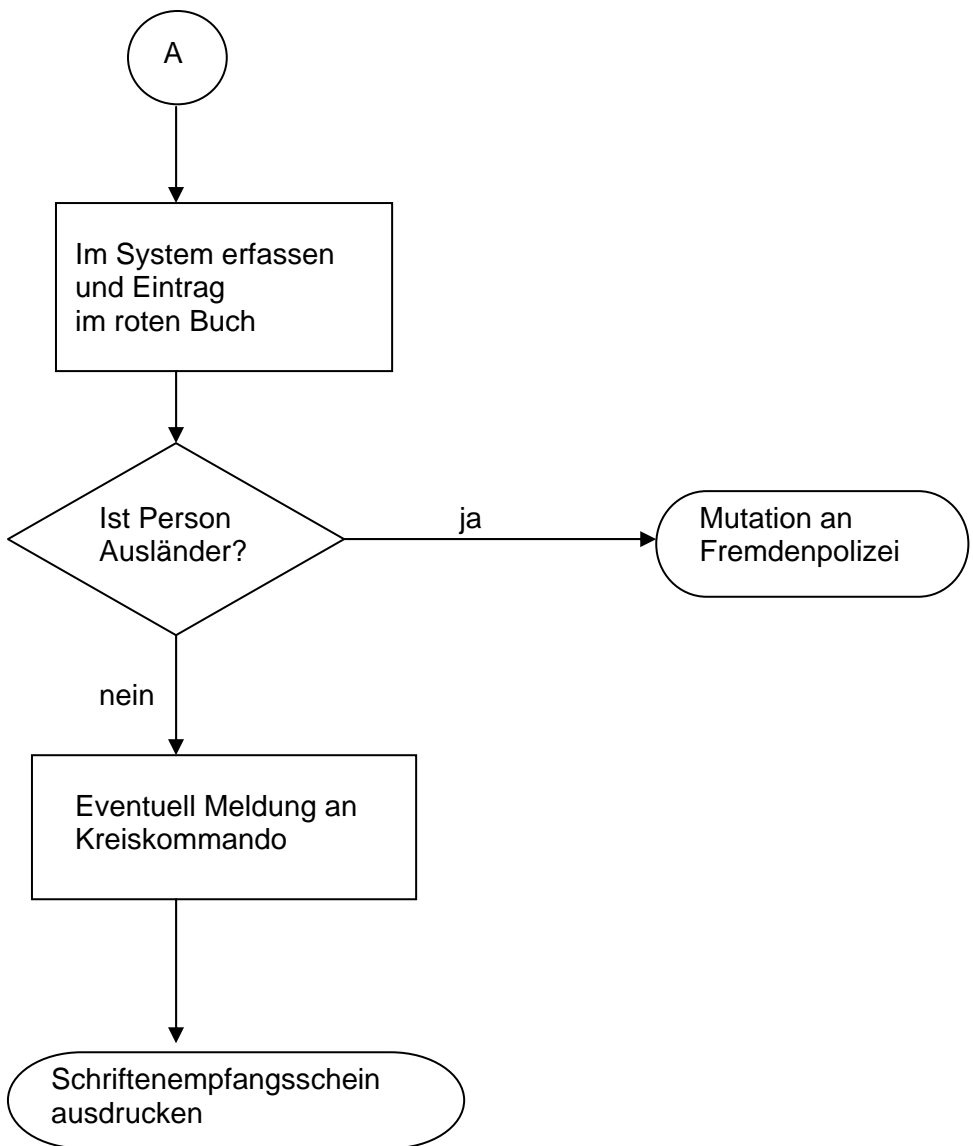 A
Im System erfassen
und Eintrag
im roten Buch
Ist Person
Ausländer?
ja
Mutation an
Fremdenpolizei
nein
Eventuell Meldung an
Kreiskommando
Schriftenempfangsschein
ausdrucken